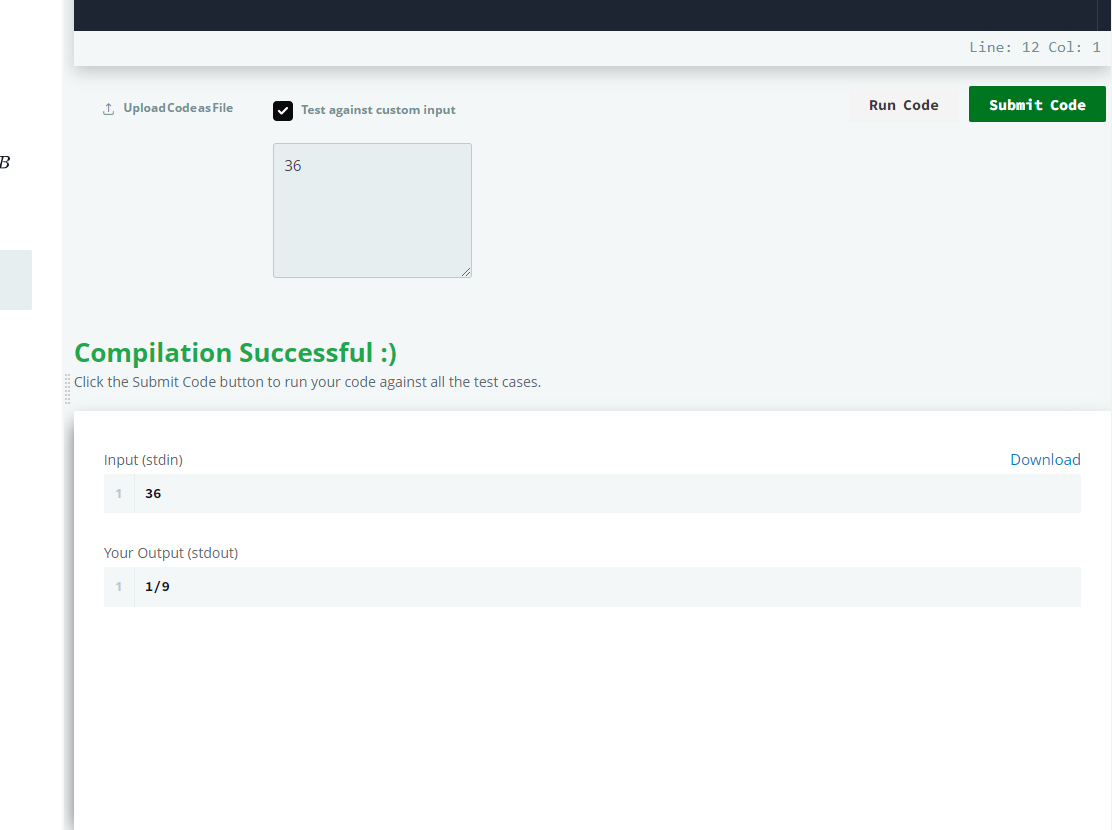 Line: 12 Col: 1
Upload Code as File
Test against custom input
Run Code
Submit Code
B
36
Compilation Successful :)
Click the Submit Code button to run your code against all the test cases.
Input (stdin)
Download
1 36
Your Output (stdout)
1 1/9